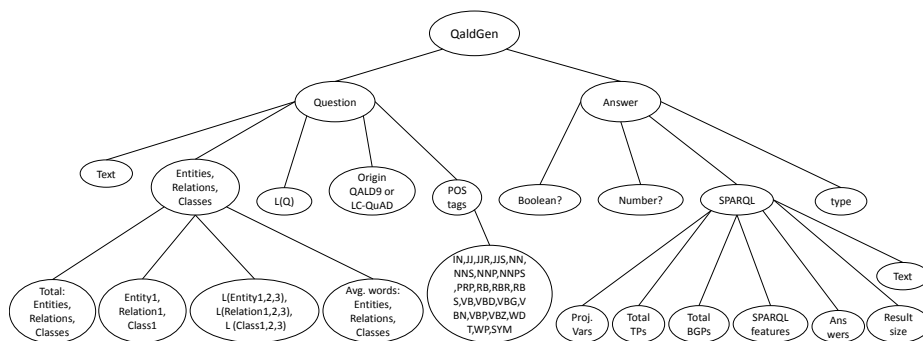 QaldGen
Question
Answer
Text
Entities,
Relations,
Classes
L(Q)
Origin
QALD9 or
LC-QuAD
POS
tags
Boolean?
Number?
SPARQL
type
Total:
Entities,
Relations,
Classes
Entity1,
Relation1,
Class1
L(Entity1,2,3),
L(Relation1,2,3),
L (Class1,2,3)
Avg. words:
Entities,
Relations,
Classes
IN,JJ,JJR,JJS,NN,
NNS,NNP,NNPS
,PRP,RB,RBR,RB
S,VB,VBD,VBG,V
BN,VBP,VBZ,WD
T,WP,SYM
Proj.
Vars
Total
TPs
Total
BGPs
SPARQL
features
Ans
wers
Result
size
Text